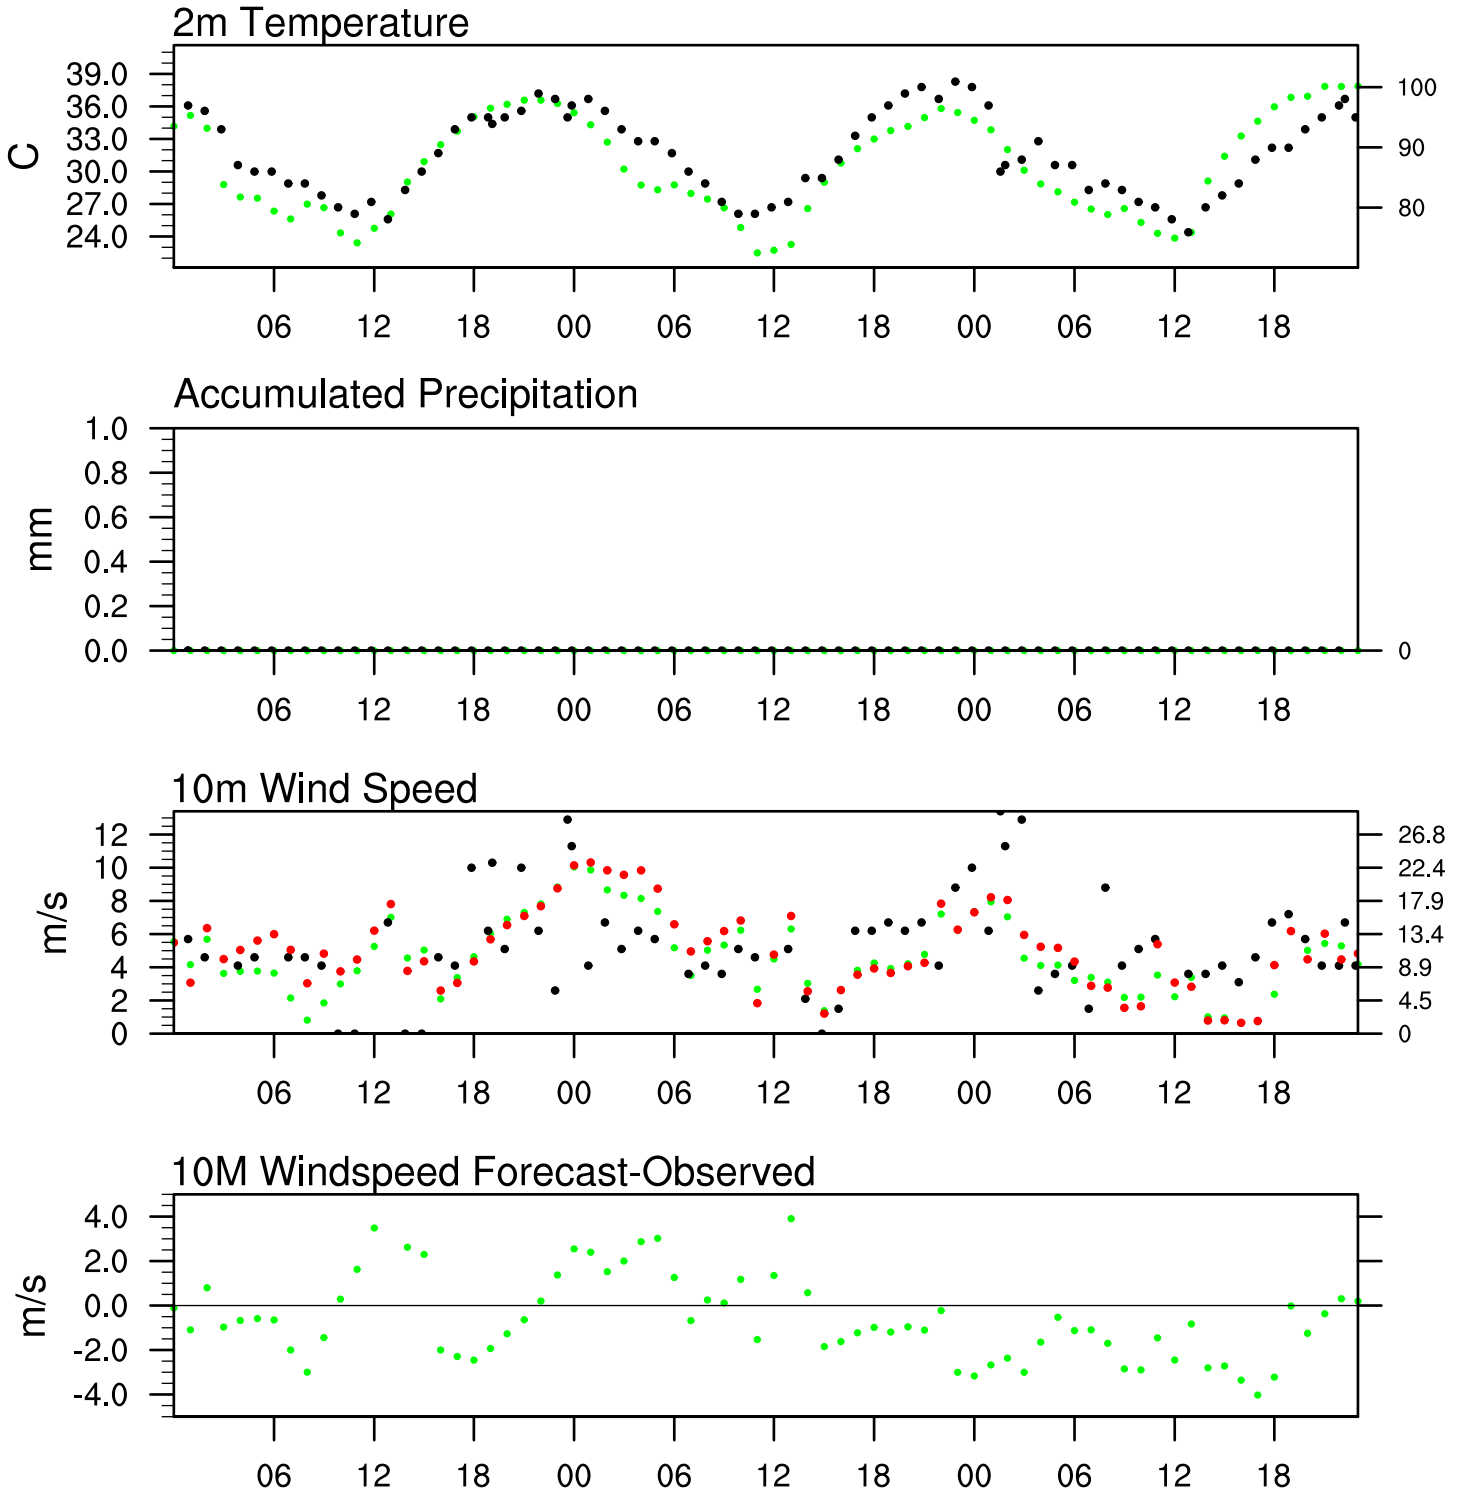 2m Temperature
39.0
36.0
33.0
30.0
27.0
24.0
C
100
90
80
06 12 18 00 06 12 18 00 06 12 18
Accumulated Precipitation
1.0
0.8
0.6
0.4
0.2
0.0
mm
0
06 12 18 00 06 12 18 00 06 12 18
10m Wind Speed
12
10
8
6
4
2
0
m/s
26.8
22.4
17.9
13.4
8.9
4.5
0
06 12 18 00 06 12 18 00 06 12 18
10M Windspeed Forecast-Observed
4.0
2.0
0.0
-2.0
-4.0
m/s
06 12 18 00 06 12 18 00 06 12 18